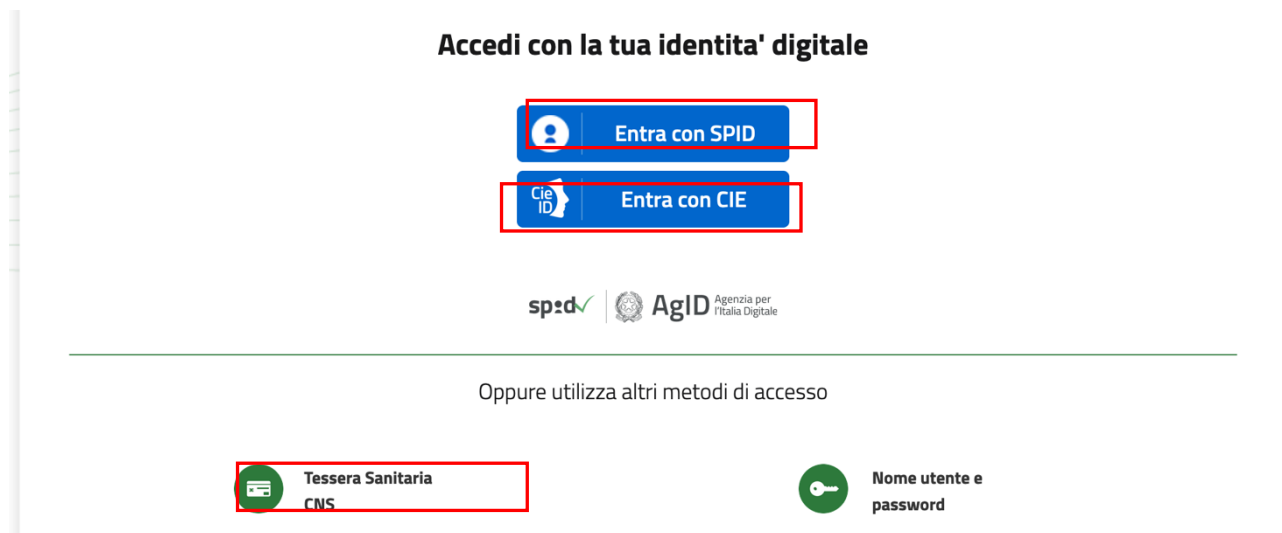 Accedi con la tua identita' digitale
Entra con SPID
Cie
ID
Entra con CIE
spid
AgID
Agenzia per
l'Italia Digitale
Oppure utilizza altri metodi di accesso
Tessera Sanitaria
CNS
Nome utente e
password